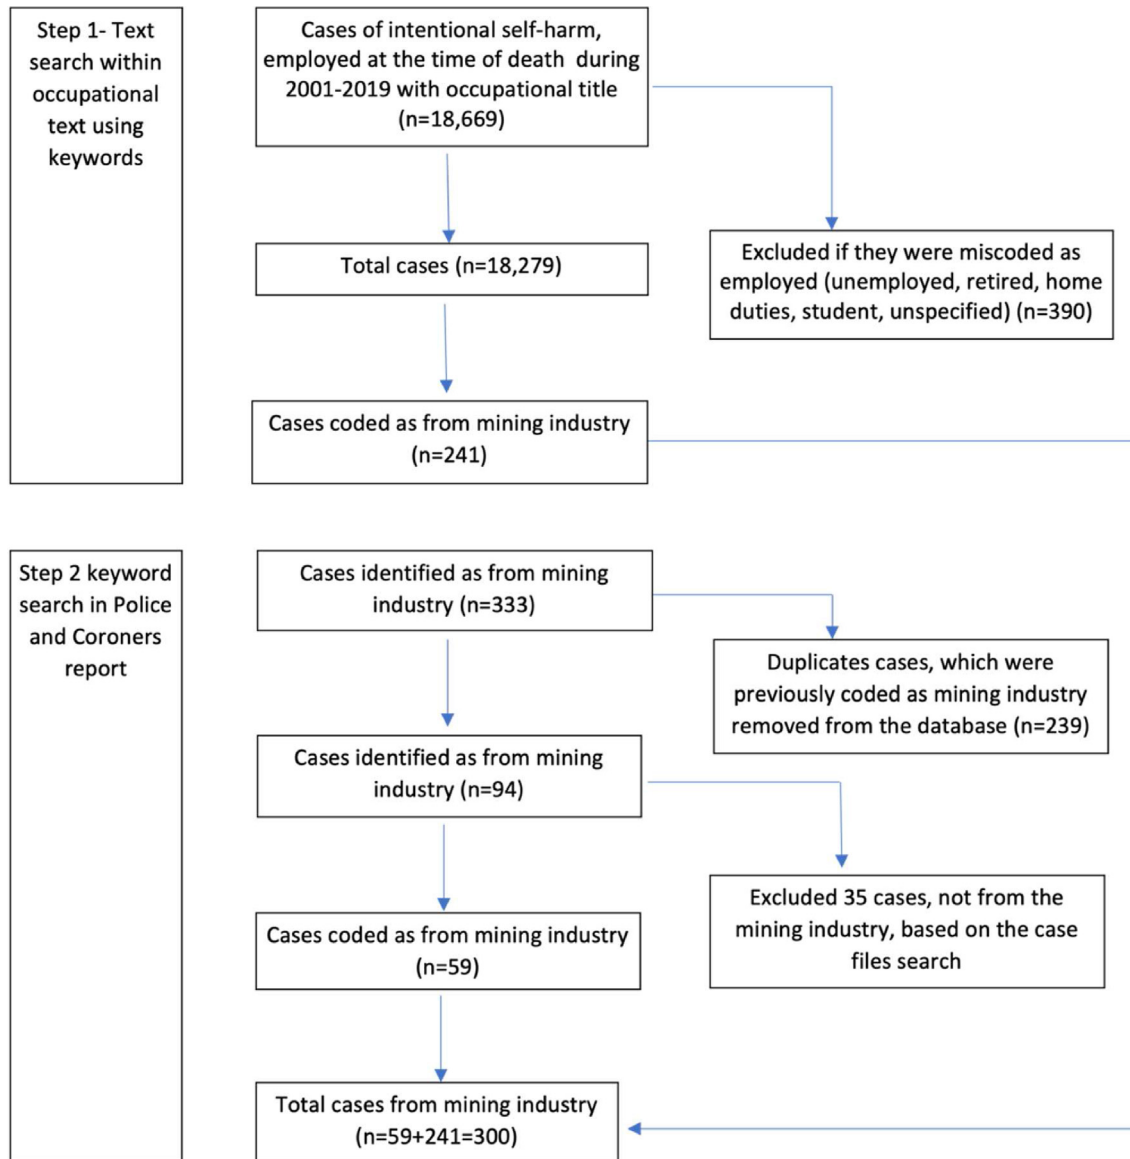 Step 1- Text
search within
occupational
text using
keywords
Cases of intentional self-harm,
employed at the time of death  during
2001-2019 with occupational title
(n=18,669)
Total cases (n=18,279)
Excluded if they were miscoded as
employed (unemployed, retired, home
duties, student, unspecified) (n=390)
Cases coded as from mining industry
(n=241)
Step 2 keyword
search in Police
and Coroners
report
Cases identified as from mining
industry (n=333)
Duplicates cases, which were
previously coded as mining industry
removed from the database (n=239)
Cases identified as from mining
industry (n=94)
Excluded 35 cases, not from the
mining industry, based on the case
files search
Cases coded as from mining industry
(n=59)
Total cases from mining industry
(n=59+241=300)